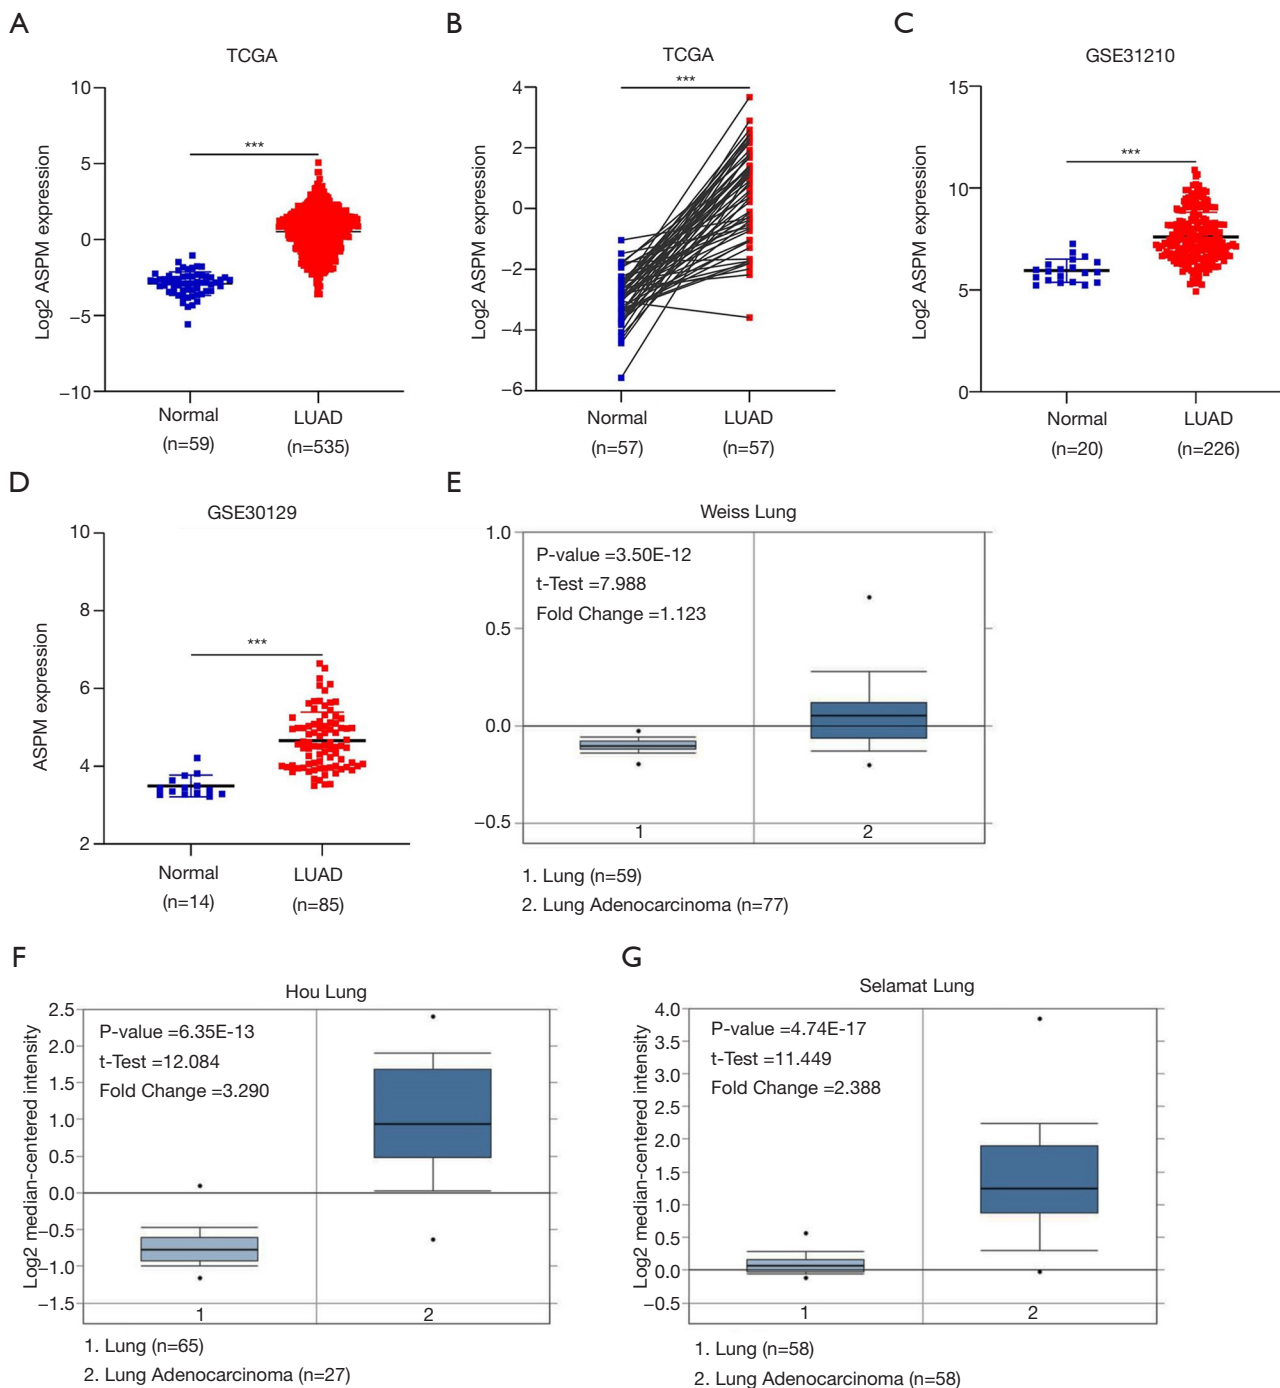 A
TCGA
Log2 ASPM expression
10
5
0
−5
−10
***
Normal
(n=59)
LUAD
(n=535)
B
TCGA
Log2 ASPM expression
4
2
0
−2
−4
−6
***
Normal
(n=57)
LUAD
(n=57)
C
GSE31210
Log2 ASPM expression
15
10
5
0
***
Normal
(n=20)
LUAD
(n=226)
D
GSE30129
ASPM expression
10
8
6
4
2
***
Normal
(n=14)
LUAD
(n=85)
E
Weiss Lung
1.0
0.5
0.0
−0.5
P-value =3.50E-12
t-Test =7.988
Fold Change =1.123
1
2
1. Lung (n=59)
2. Lung Adenocarcinoma (n=77)
F
Hou Lung
Log2 median-centered intensity
2.5
2.0
1.5
1.0
0.5
0.0
−0.5
−1.0
−1.5
P-value =6.35E-13
t-Test =12.084
Fold Change =3.290
1
2
1. Lung (n=65)
2. Lung Adenocarcinoma (n=27)
G
Selamat Lung
Log2 median-centered intensity
4.0
3.5
3.0
2.5
2.0
1.5
1.0
0.5
0.0
−0.5
P-value =4.74E-17
t-Test =11.449
Fold Change =2.388
1
2
1. Lung (n=58)
2. Lung Adenocarcinoma (n=58)